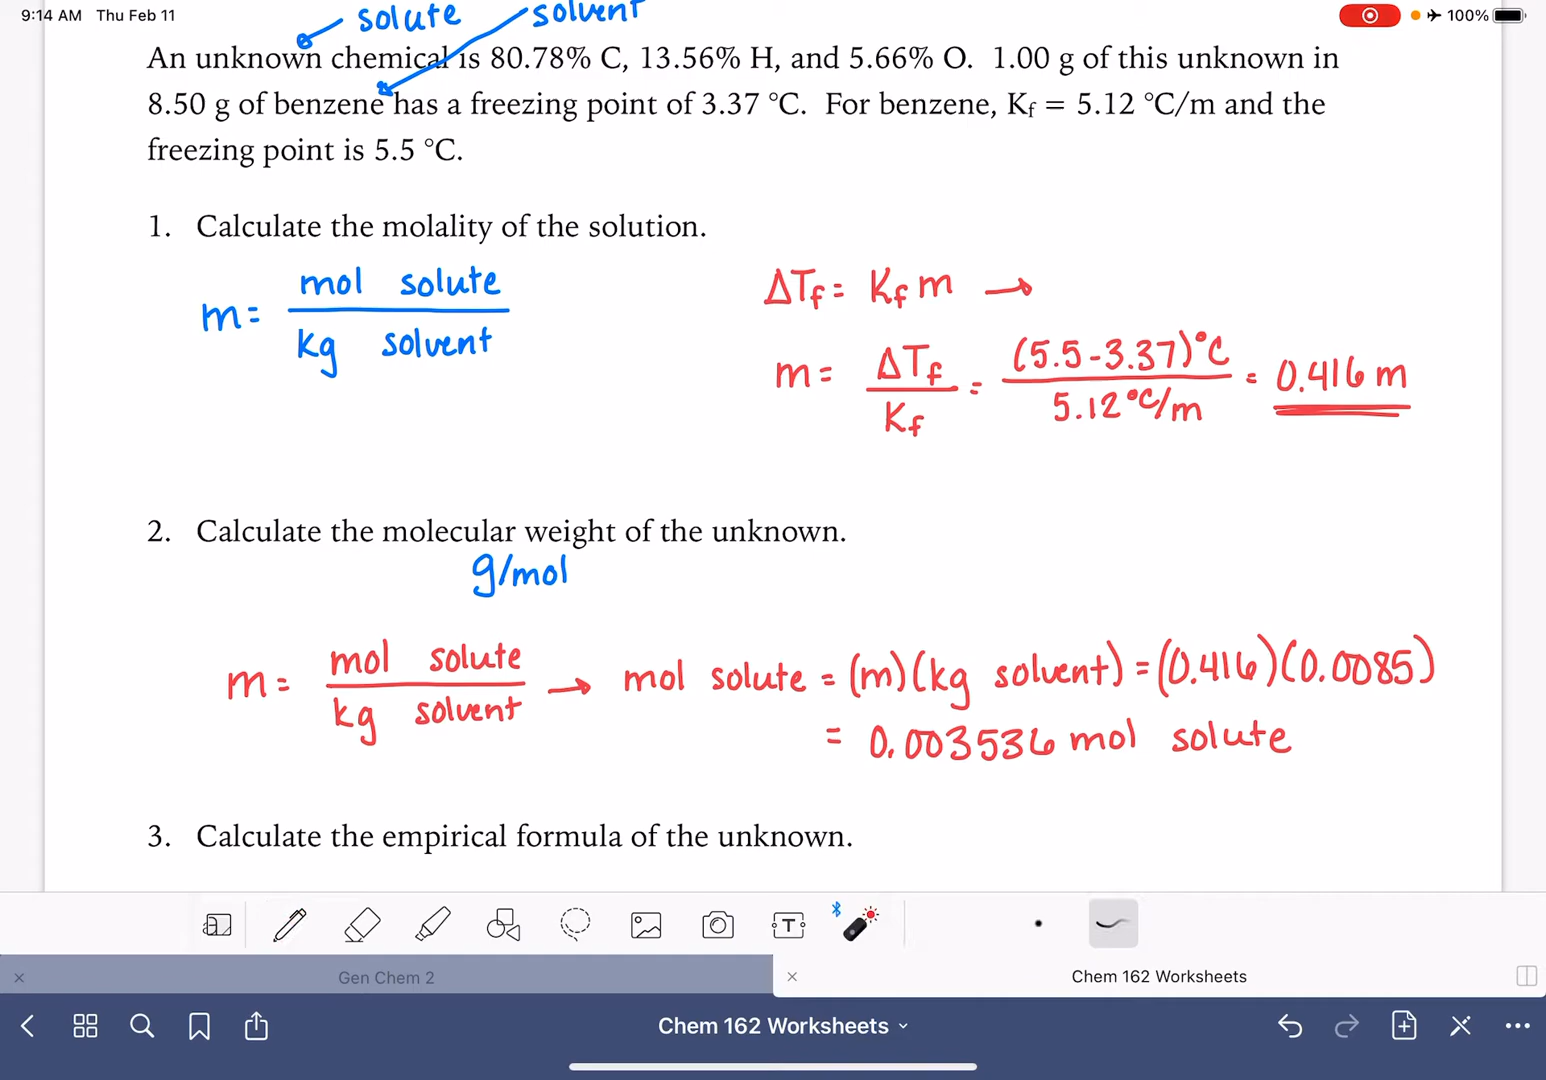 9:14 AM Thu Feb 11
100%
solute
solvent
An unknown chemical is 80.78% C, 13.56% H, and 5.66% O. 1.00 g of this unknown in
8.50 g of benzene has a freezing point of 3.37 °C. For benzene, Kf = 5.12 °C/m and the
freezing point is 5.5 °C.
1. Calculate the molality of the solution.
m = mol solute / kg solvent
ΔTf = Kf m →
m = ΔTf / Kf = (5.5-3.37)°C / 5.12 °C/m = 0.416 m
2. Calculate the molecular weight of the unknown.
g/mol
m = mol solute / kg solvent → mol solute = (m)(kg solvent) = (0.416)(0.0085)
= 0.003536 mol solute
3. Calculate the empirical formula of the unknown.
T
Gen Chem 2
Chem 162 Worksheets
Chem 162 Worksheets